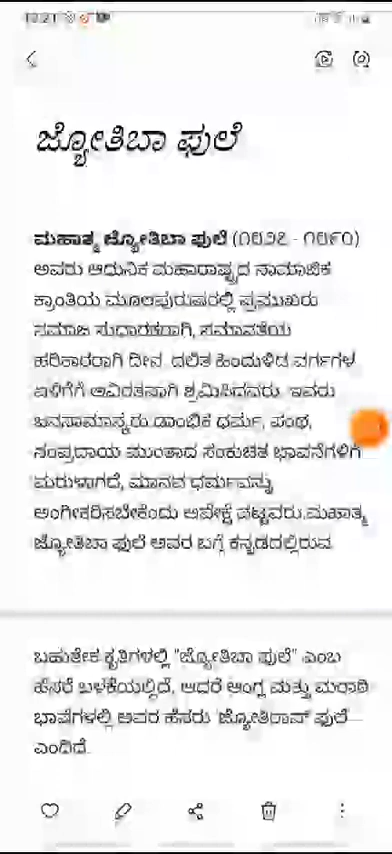 ಜ್ಯೋತಿಬಾ ಫುಲೆ
ಮಹಾತ್ಮ ಜ್ಯೋತಿಬಾ ಫುಲೆ (೧೮೨೭ - ೧೮೯೦)
ಅವರು ಆಧುನಿಕ ಮಹಾರಾಷ್ಟ್ರದ ಸಾಮಾಜಿಕ
ಕ್ರಾಂತಿಯ ಮೂಲಪುರುಷರಲ್ಲಿ ಪ್ರಮುಖರು
ಸಮಾಜ ಸುಧಾರಕರಾಗಿ, ಸಮಾನತೆಯ
ಹರಿಕಾರರಾಗಿ ದೀನ ದಲಿತ ಹಿಂದುಳಿದ ವರ್ಗಗಳ
ಏಳಿಗೆಗೆ ಅವಿರತವಾಗಿ ಶ್ರಮಿಸಿದವರು. ಇವರು
ಜನಸಾಮಾನ್ಯರು ಡಾಂಭಿಕ ಧರ್ಮ, ಪಂಥ,
ಸಂಪ್ರದಾಯ ಮುಂತಾದ ಸಂಕುಚಿತ ಭಾವನೆಗಳಿಗೆ
ಮರುಳಾಗದೆ, ಮಾನವ ಧರ್ಮವನ್ನು
ಅಂಗೀಕರಿಸಬೇಕೆಂದು ಅಪೇಕ್ಷೆ ಪಟ್ಟವರು.ಮಹಾತ್ಮ
ಜ್ಯೋತಿಬಾ ಫುಲೆ ಅವರ ಬಗ್ಗೆ ಕನ್ನಡದಲ್ಲಿರುವ
ಬಹುತೇಕ ಕೃತಿಗಳಲ್ಲಿ "ಜ್ಯೋತಿಬಾ ಫುಲೆ" ಎಂಬ
ಹೆಸರೆ ಬಳಕೆಯಲ್ಲಿದೆ. ಆದರೆ ಆಂಗ್ಲ ಮತ್ತು ಮರಾಠಿ
ಭಾಷೆಗಳಲ್ಲಿ ಅವರ ಹೆಸರು ಜ್ಯೋತಿರಾವ್ ಫುಲೆ
ಎಂದಿದೆ.